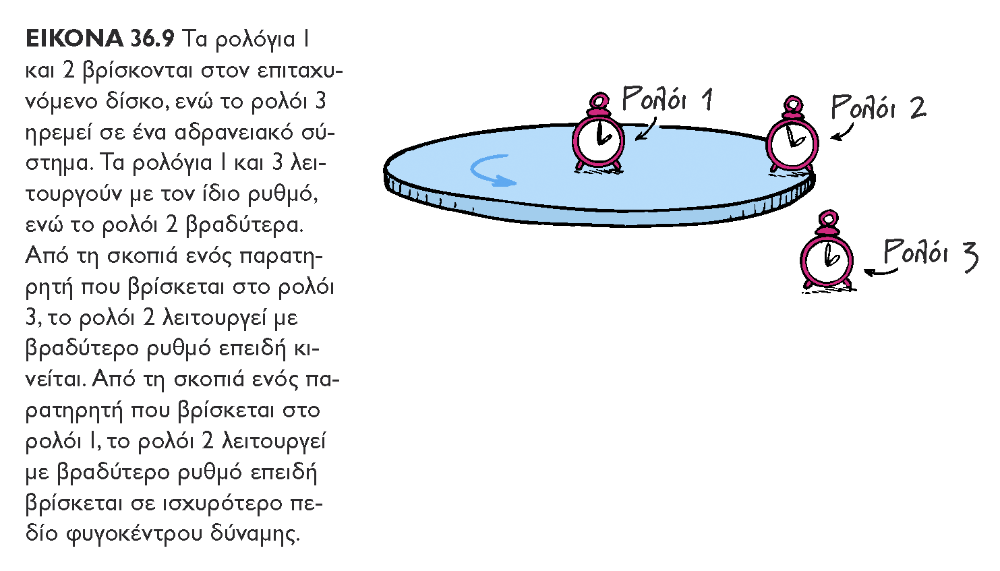 ΕΙΚΟΝΑ 36.9 Τα ρολόγια 1
και 2 βρίσκονται στον επιταχυ-
νόμενο δίσκο, ενώ το ρολόι 3
ηρεμεί σε ένα αδρανειακό σύ-
στημα. Τα ρολόγια 1 και 3 λει-
τουργούν με τον ίδιο ρυθμό,
ενώ το ρολόι 2 βραδύτερα.
Από τη σκοπιά ενός παρατη-
ρητή που βρίσκεται στο ρολόι
3, το ρολόι 2 λειτουργεί με
βραδύτερο ρυθμό επειδή κι-
νείται. Από τη σκοπιά ενός πα-
ρατηρητή που βρίσκεται στο
ρολόι 1, το ρολόι 2 λειτουργεί
με βραδύτερο ρυθμό επειδή
βρίσκεται σε ισχυρότερο πε-
δίο φυγοκέντρου δύναμης.
Ρολόι 1
Ρολόι 2
Ρολόι 3